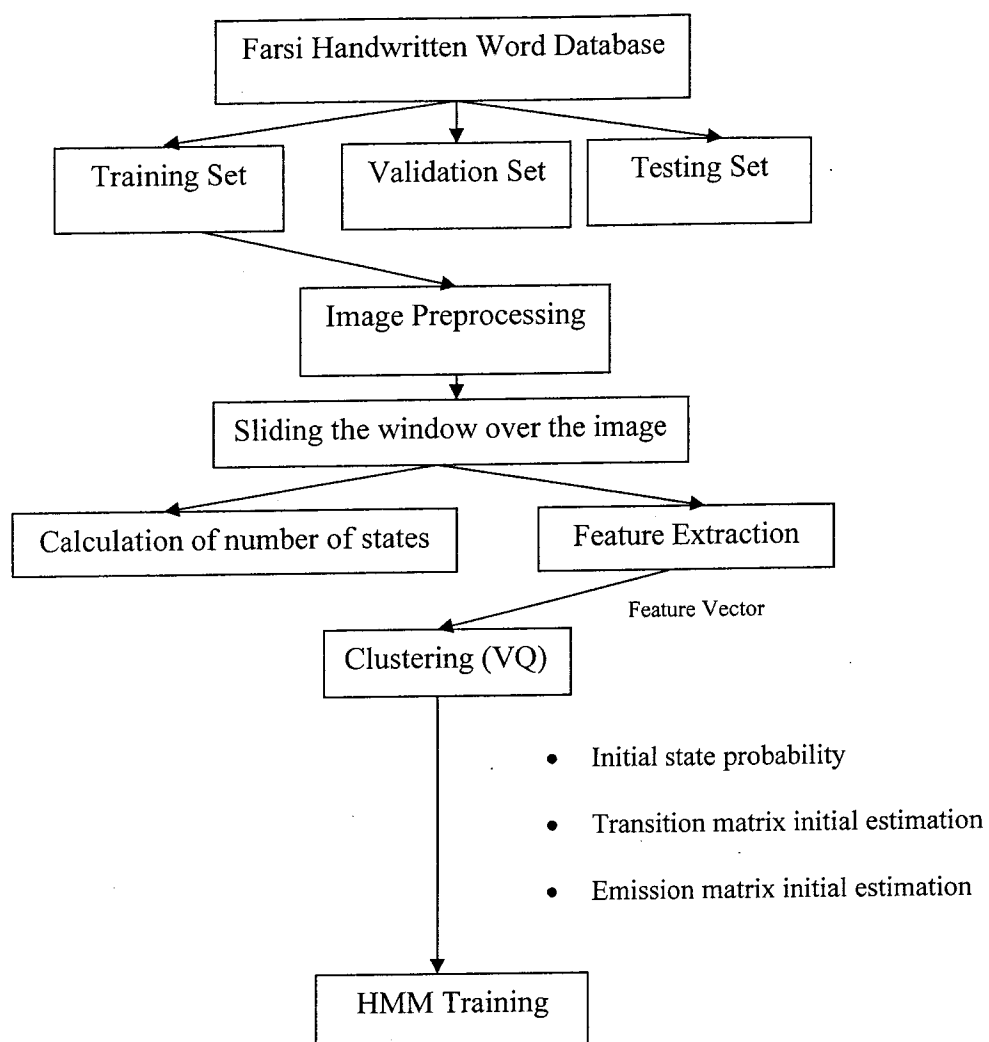 Farsi Handwritten Word Database
Training Set
Validation Set
Testing Set
Image Preprocessing
Sliding the window over the image
Calculation of number of states
Feature Extraction
Feature Vector
Clustering (VQ)
• Initial state probability
• Transition matrix initial estimation
• Emission matrix initial estimation
HMM Training